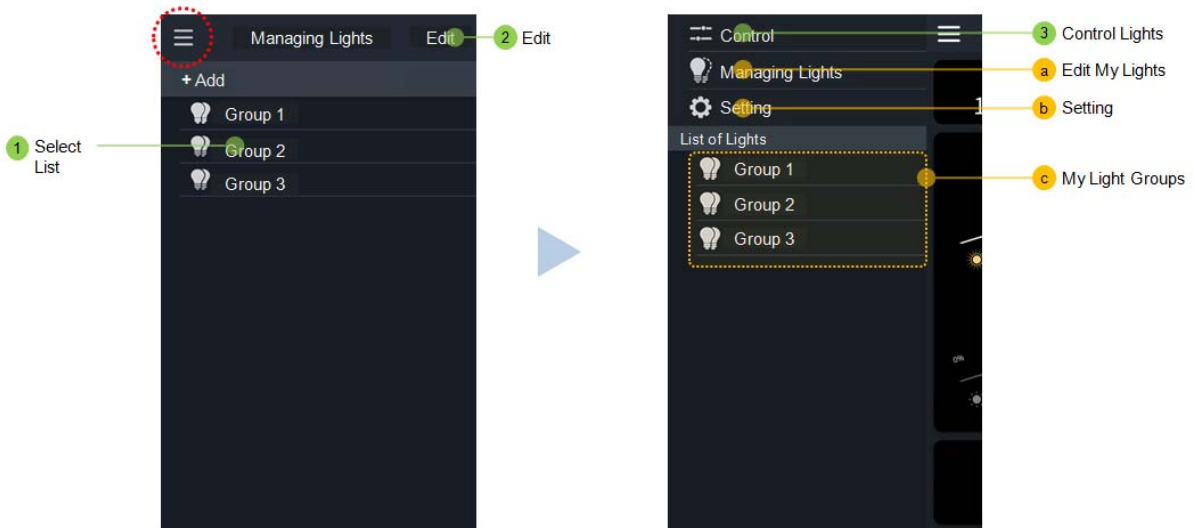 Managing Lights
Edit
2 Edit
+ Add
Group 1
1 Select
List
Group 2
Group 3
Control
3 Control Lights
Managing Lights
a Edit My Lights
Setting
b Setting
1
List of Lights
Group 1
c My Light Groups
Group 2
Group 3
0%